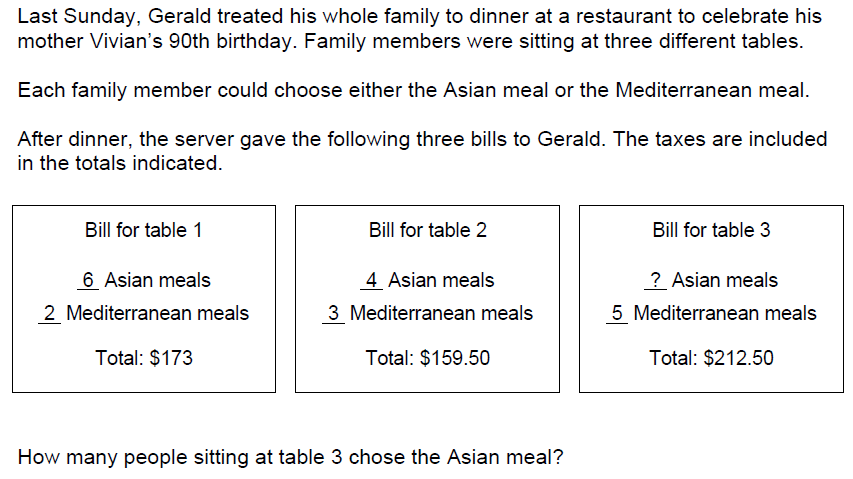 Last Sunday, Gerald treated his whole family to dinner at a restaurant to celebrate his
mother Vivian's 90th birthday. Family members were sitting at three different tables.
Each family member could choose either the Asian meal or the Mediterranean meal.
After dinner, the server gave the following three bills to Gerald. The taxes are included
in the totals indicated.
Bill for table 1
6 Asian meals
2 Mediterranean meals
Total: $173
Bill for table 2
4 Asian meals
3 Mediterranean meals
Total: $159.50
Bill for table 3
? Asian meals
5 Mediterranean meals
Total: $212.50
How many people sitting at table 3 chose the Asian meal?